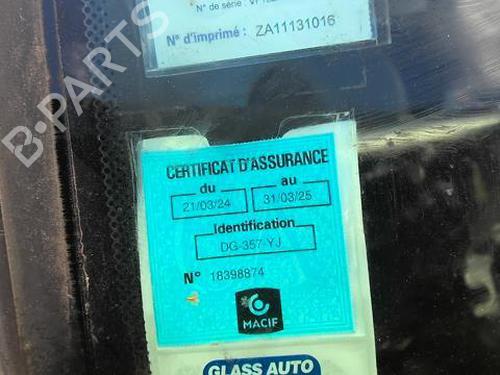 N° de série :
N° d'imprimé : ZA11131016
B-PARTS
CERTIFICAT D'ASSURANCE
du au
21/03/24 31/03/25
Identification
DG-357-YJ
N° 18398874
MACIF
GLASS AUTO